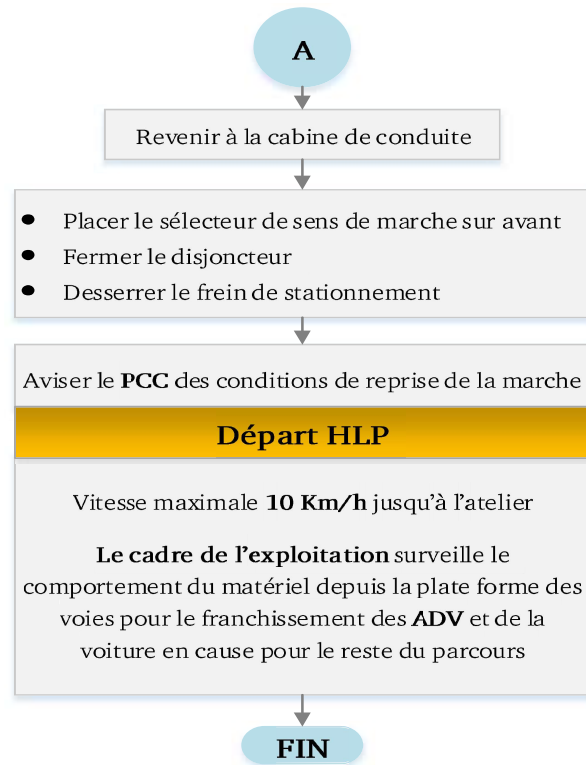 A
Revenir à la cabine de conduite
● Placer le sélecteur de sens de marche sur avant
● Fermer le disjoncteur
● Desserrer le frein de stationnement
Aviser le PCC des conditions de reprise de la marche
Départ HLP
Vitesse maximale 10 Km/h jusqu'à l'atelier
Le cadre de l'exploitation surveille le
comportement du matériel depuis la plate forme des
voies pour le franchissement des ADV et de la
voiture en cause pour le reste du parcours
FIN